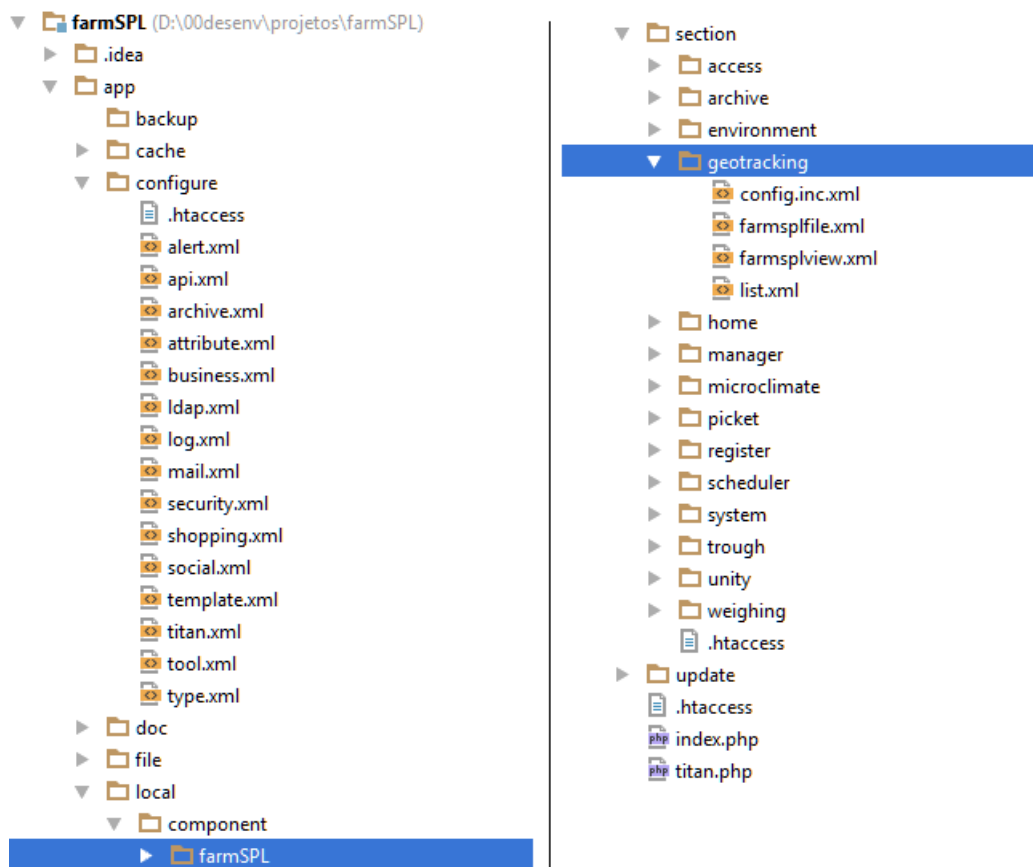 farmSPL (D:\00desenv\projetos\farmSPL)
.idea
app
backup
cache
configure
.htaccess
alert.xml
api.xml
archive.xml
attribute.xml
business.xml
ldap.xml
log.xml
mail.xml
security.xml
shopping.xml
social.xml
template.xml
titan.xml
tool.xml
type.xml
doc
file
local
component
farmSPL
section
access
archive
environment
geotracking
config.inc.xml
farmsplfile.xml
farmsplview.xml
list.xml
home
manager
microclimate
picket
register
scheduler
system
trough
unity
weighing
.htaccess
update
.htaccess
php index.php
php titan.php